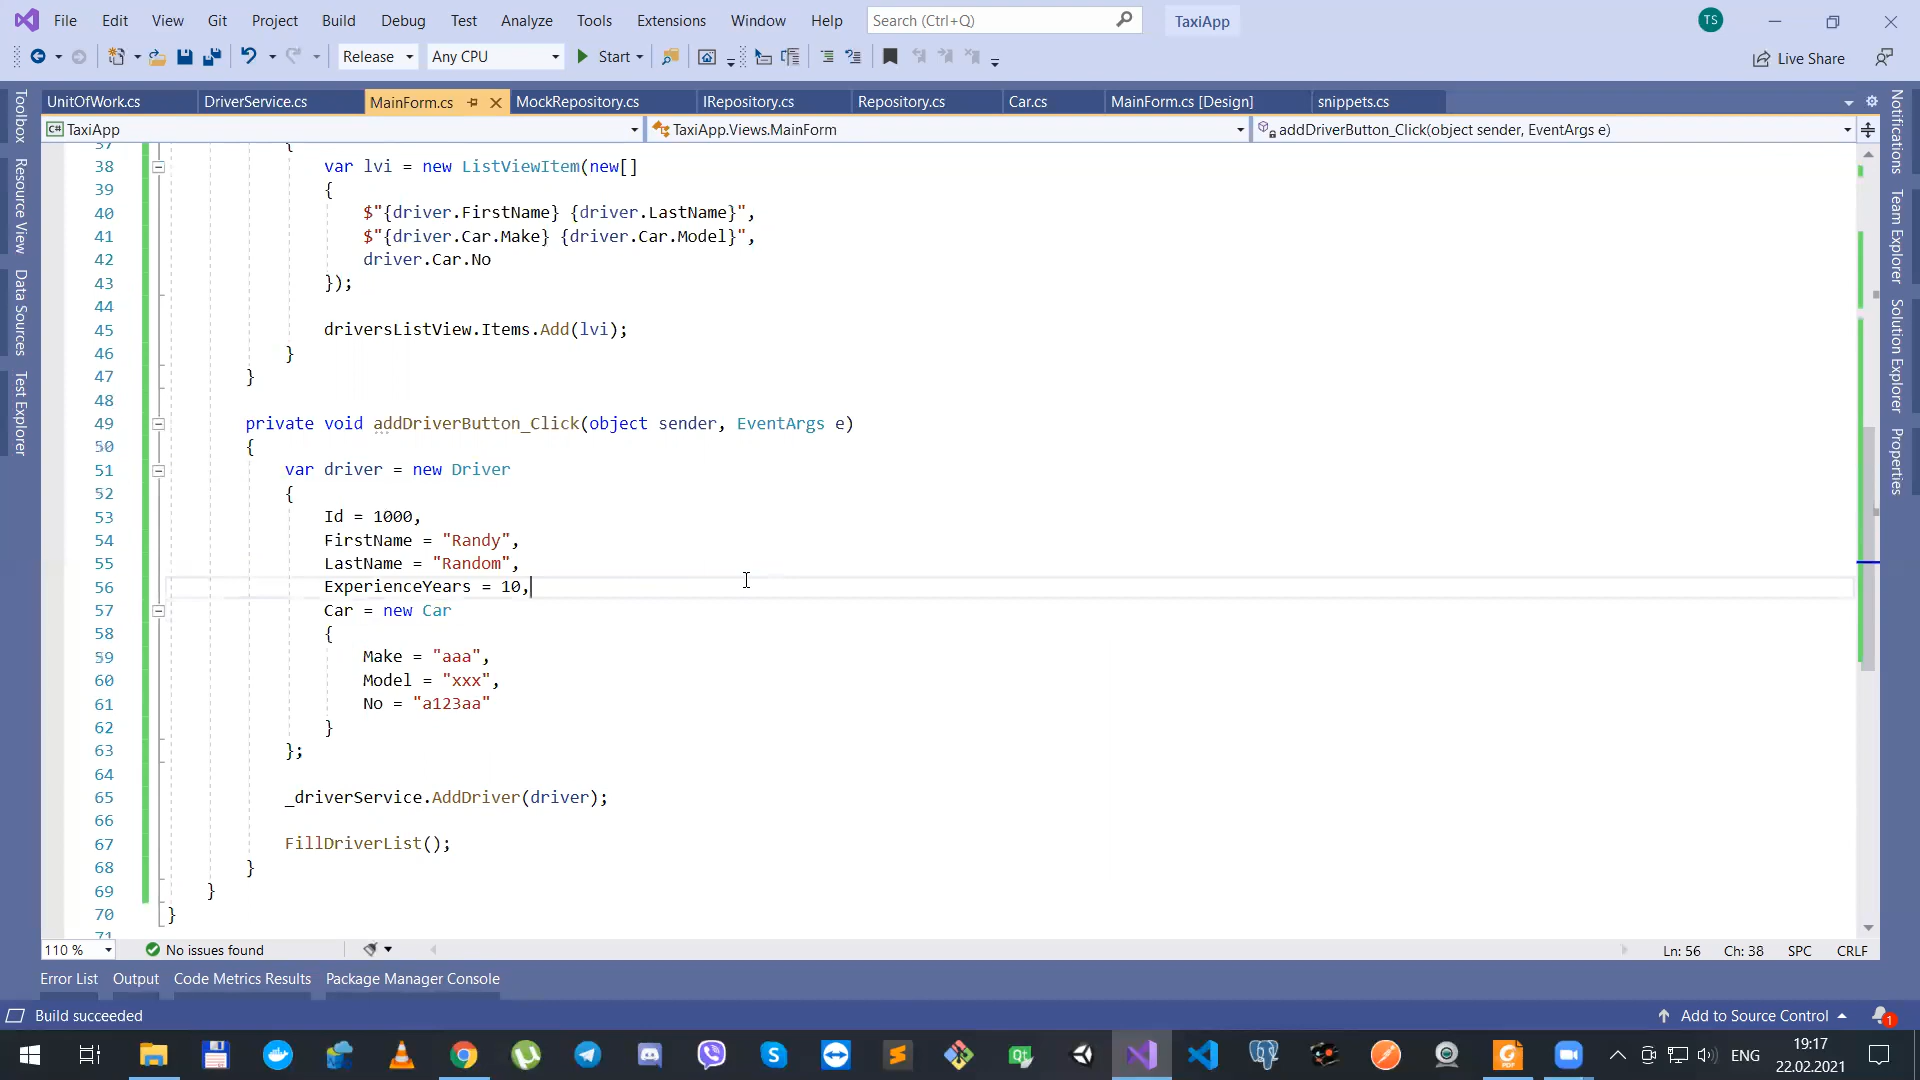 File Edit View Git Project Build Debug Test Analyze Tools Extensions Window Help Search (Ctrl+Q) TaxiApp TS
Release Any CPU Start Live Share
UnitOfWork.cs DriverService.cs MainForm.cs MockRepository.cs IRepository.cs Repository.cs Car.cs MainForm.cs [Design] snippets.cs
C# TaxiApp TaxiApp.Views.MainForm addDriverButton_Click(object sender, EventArgs e)
Toolbox
Resource View
Data Sources
Test Explorer
37 {
38 var lvi = new ListViewItem(new[]
39 {
40 $"{driver.FirstName} {driver.LastName}",
41 $"{driver.Car.Make} {driver.Car.Model}",
42 driver.Car.No
43 });
44
45 driversListView.Items.Add(lvi);
46 }
47 }
48
49 private void addDriverButton_Click(object sender, EventArgs e)
50 {
51 var driver = new Driver
52 {
53 Id = 1000,
54 FirstName = "Randy",
55 LastName = "Random",
56 ExperienceYears = 10,
57 Car = new Car
58 {
59 Make = "aaa",
60 Model = "xxx",
61 No = "a123aa"
62 }
63 };
64
65 _driverService.AddDriver(driver);
66
67 FillDriverList();
68 }
69 }
70 }
71
Notifications
Team Explorer
Solution Explorer
Properties
110 % No issues found Ln: 56 Ch: 38 SPC CRLF
Error List Output Code Metrics Results Package Manager Console
Build succeeded Add to Source Control 1
ENG 19:17
22.02.2021